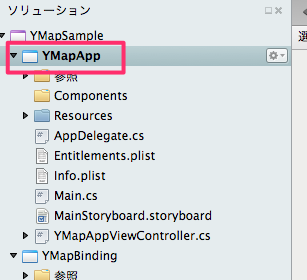 ソリューション
選
YMapSample
YMapApp
参照
Components
Resources
AppDelegate.cs
Entitlements.plist
Info.plist
Main.cs
MainStoryboard.storyboard
YMapAppViewController.cs
YMapBinding
参照